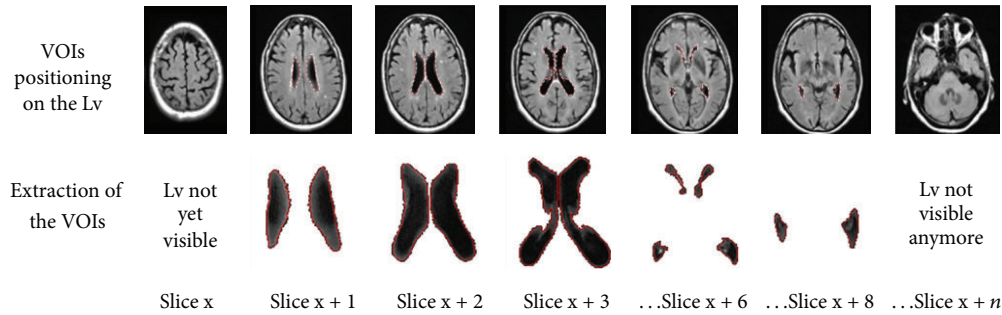 VOIs
positioning
on the Lv
Extraction of
the VOIs
Lv not
yet
visible
Lv not
visible
anymore
Slice x
Slice x + 1
Slice x + 2
Slice x + 3
…Slice x + 6
…Slice x + 8
…Slice x + n